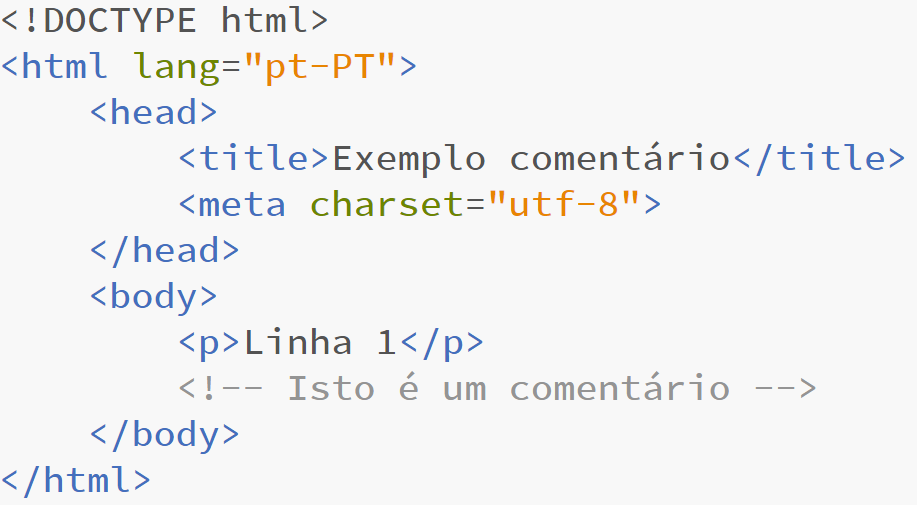 <!DOCTYPE html>
<html lang="pt-PT">
    <head>
        <title>Exemplo comentário</title>
        <meta charset="utf-8">
    </head>
    <body>
        <p>Linha 1</p>
        <!-- Isto é um comentário -->
    </body>
</html>